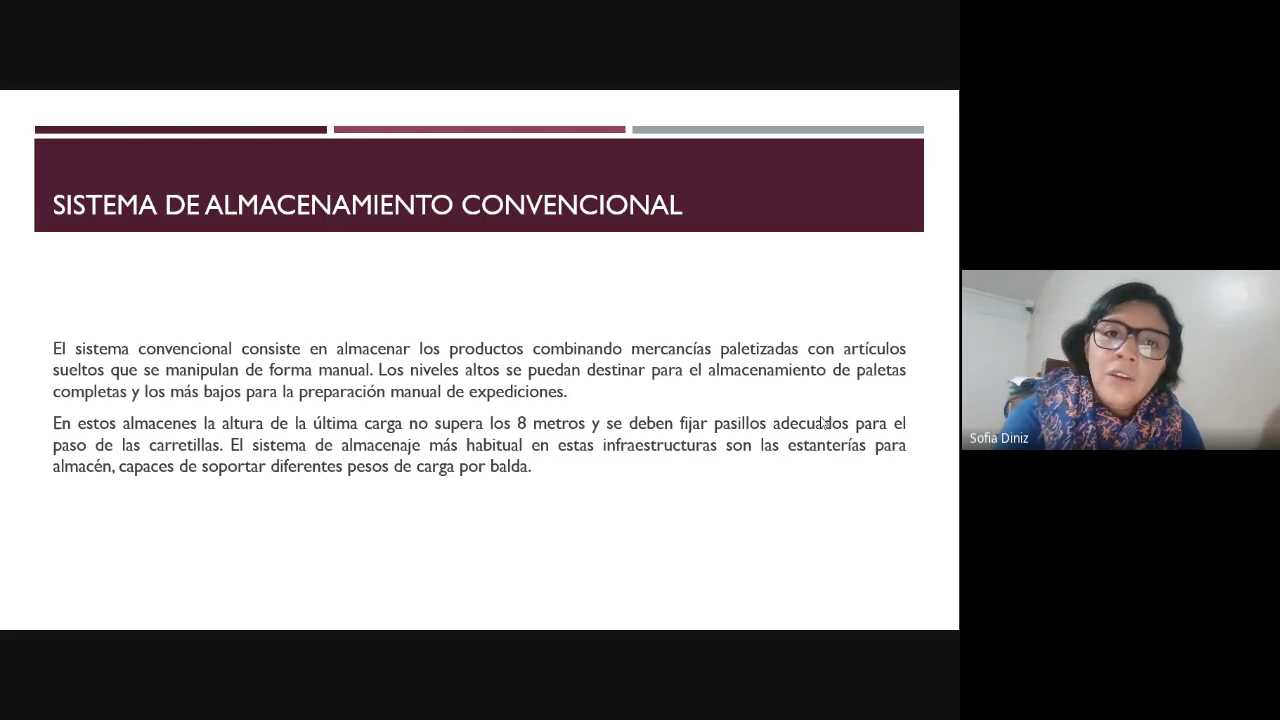 SISTEMA DE ALMACENAMIENTO CONVENCIONAL
El sistema convencional consiste en almacenar los productos combinando mercancías paletizadas con artículos
sueltos que se manipulan de forma manual. Los niveles altos se puedan destinar para el almacenamiento de paletas
completas y los más bajos para la preparación manual de expediciones.
En estos almacenes la altura de la última carga no supera los 8 metros y se deben fijar pasillos adecuados para el
paso de las carretillas. El sistema de almacenaje más habitual en estas infraestructuras son las estanterías para
almacén, capaces de soportar diferentes pesos de carga por balda.
Sofia Diniz